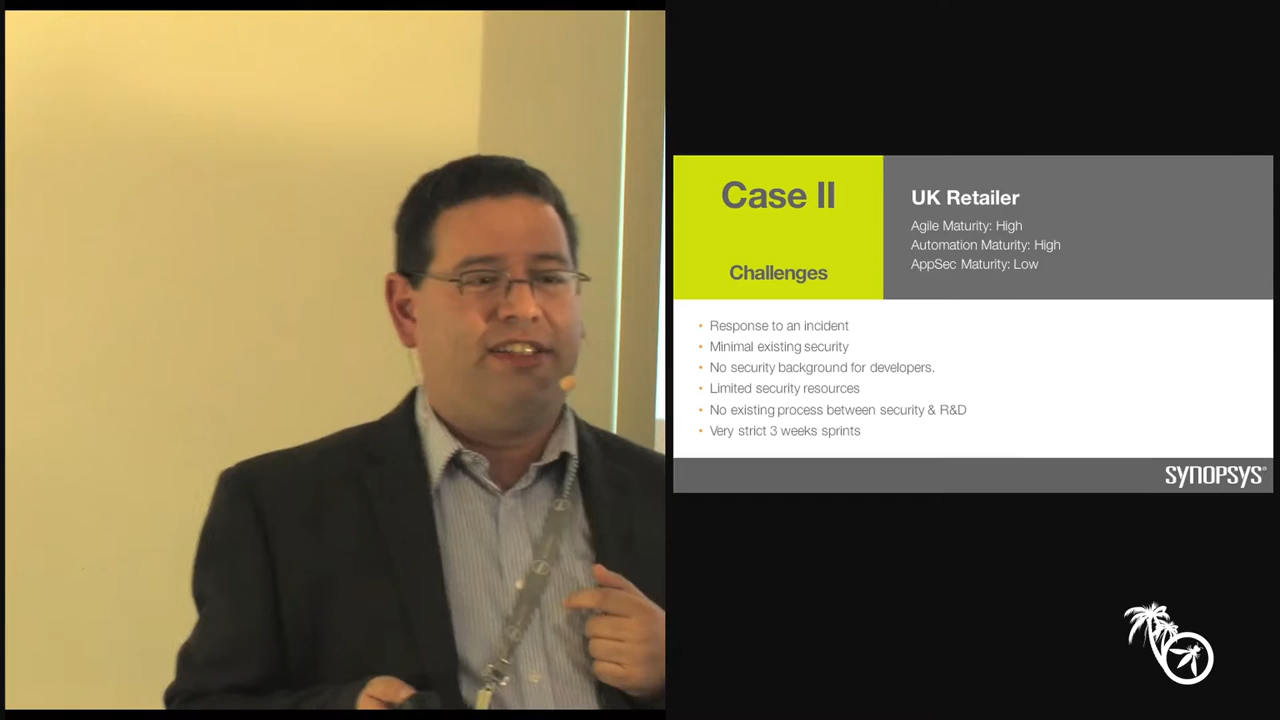 Case II
Challenges
UK Retailer
Agile Maturity: High
Automation Maturity: High
AppSec Maturity: Low
• Response to an incident
• Minimal existing security
• No security background for developers.
• Limited security resources
• No existing process between security & R&D
• Very strict 3 weeks sprints
SYNOPSYS®